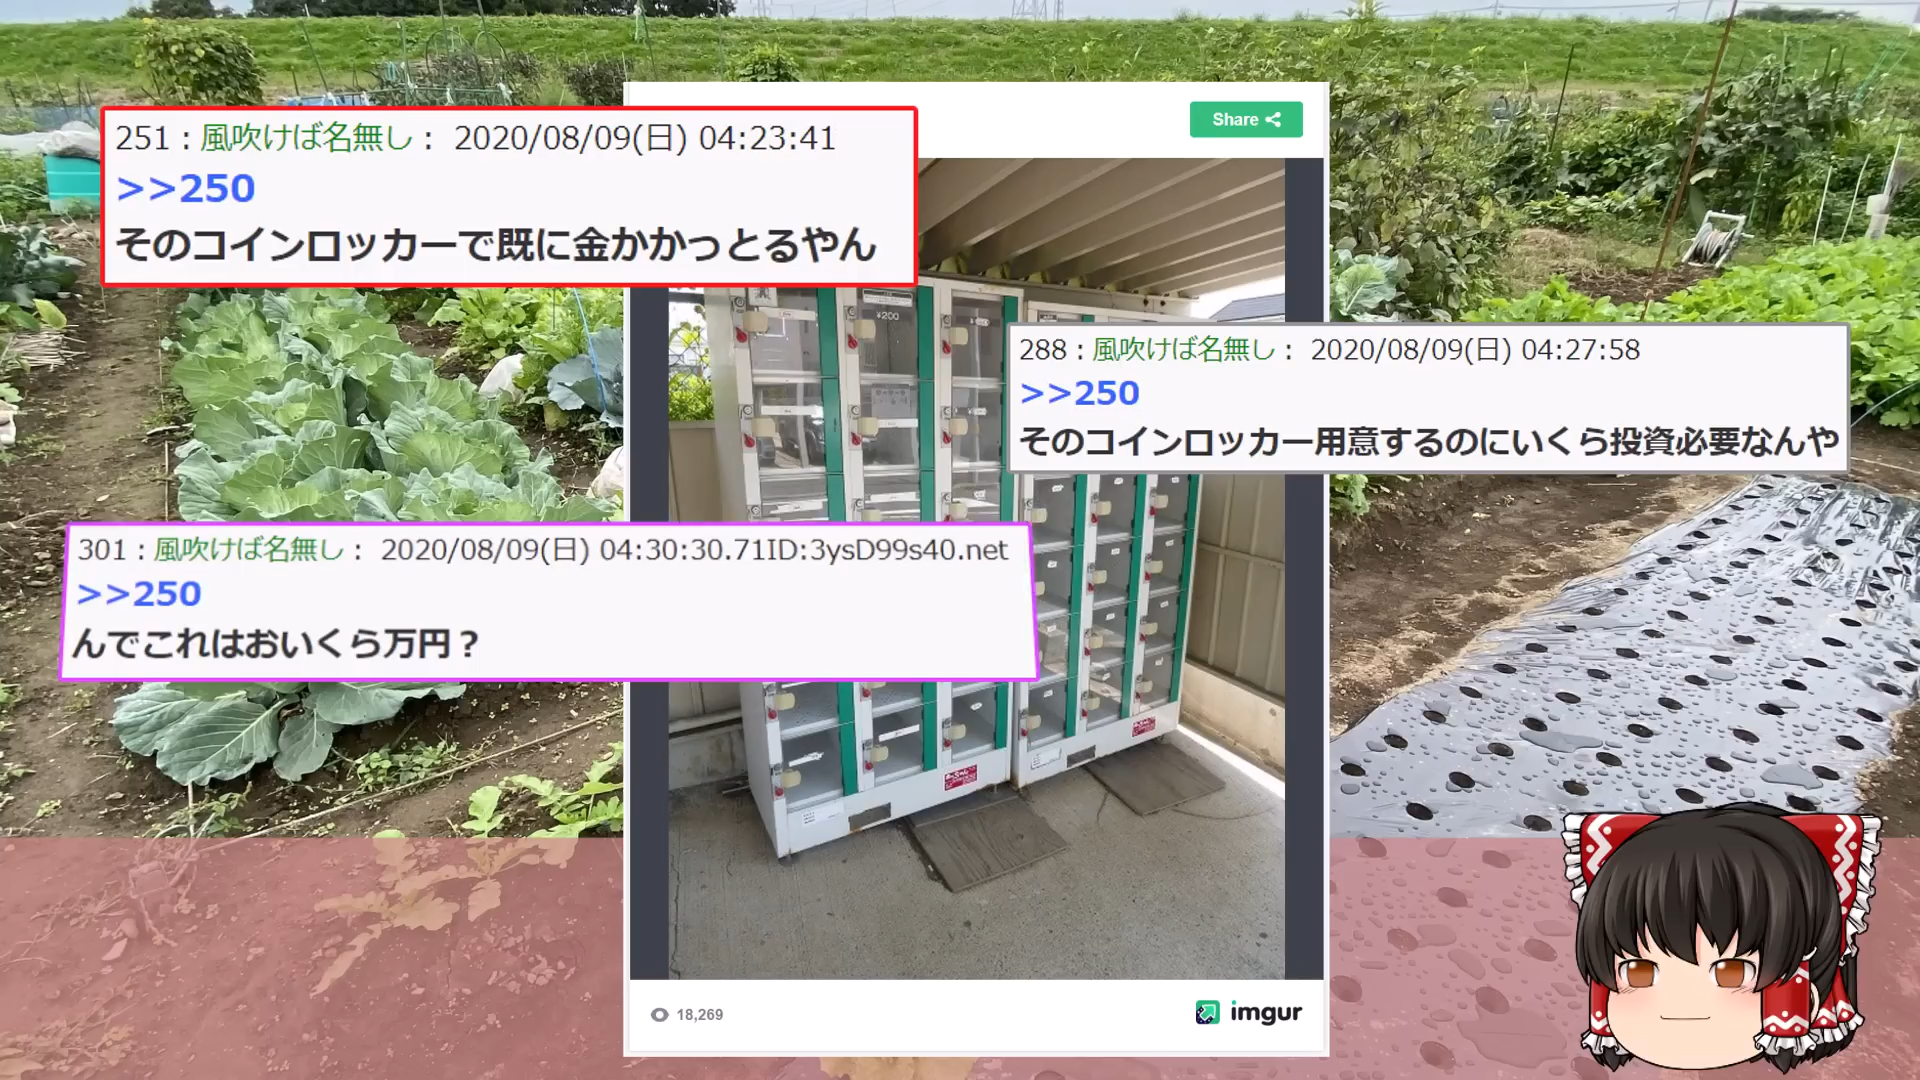 Share
251：風吹けば名無し： 2020/08/09(日) 04:23:41
>>250
そのコインロッカーで既に金かかっとるやん
¥200
288：風吹けば名無し： 2020/08/09(日) 04:27:58
>>250
そのコインロッカー用意するのにいくら投資必要なんや
301：風吹けば名無し： 2020/08/09(日) 04:30:30.71ID:3ysD99s40.net
>>250
んでこれはおいくら万円？
18,269
imgur